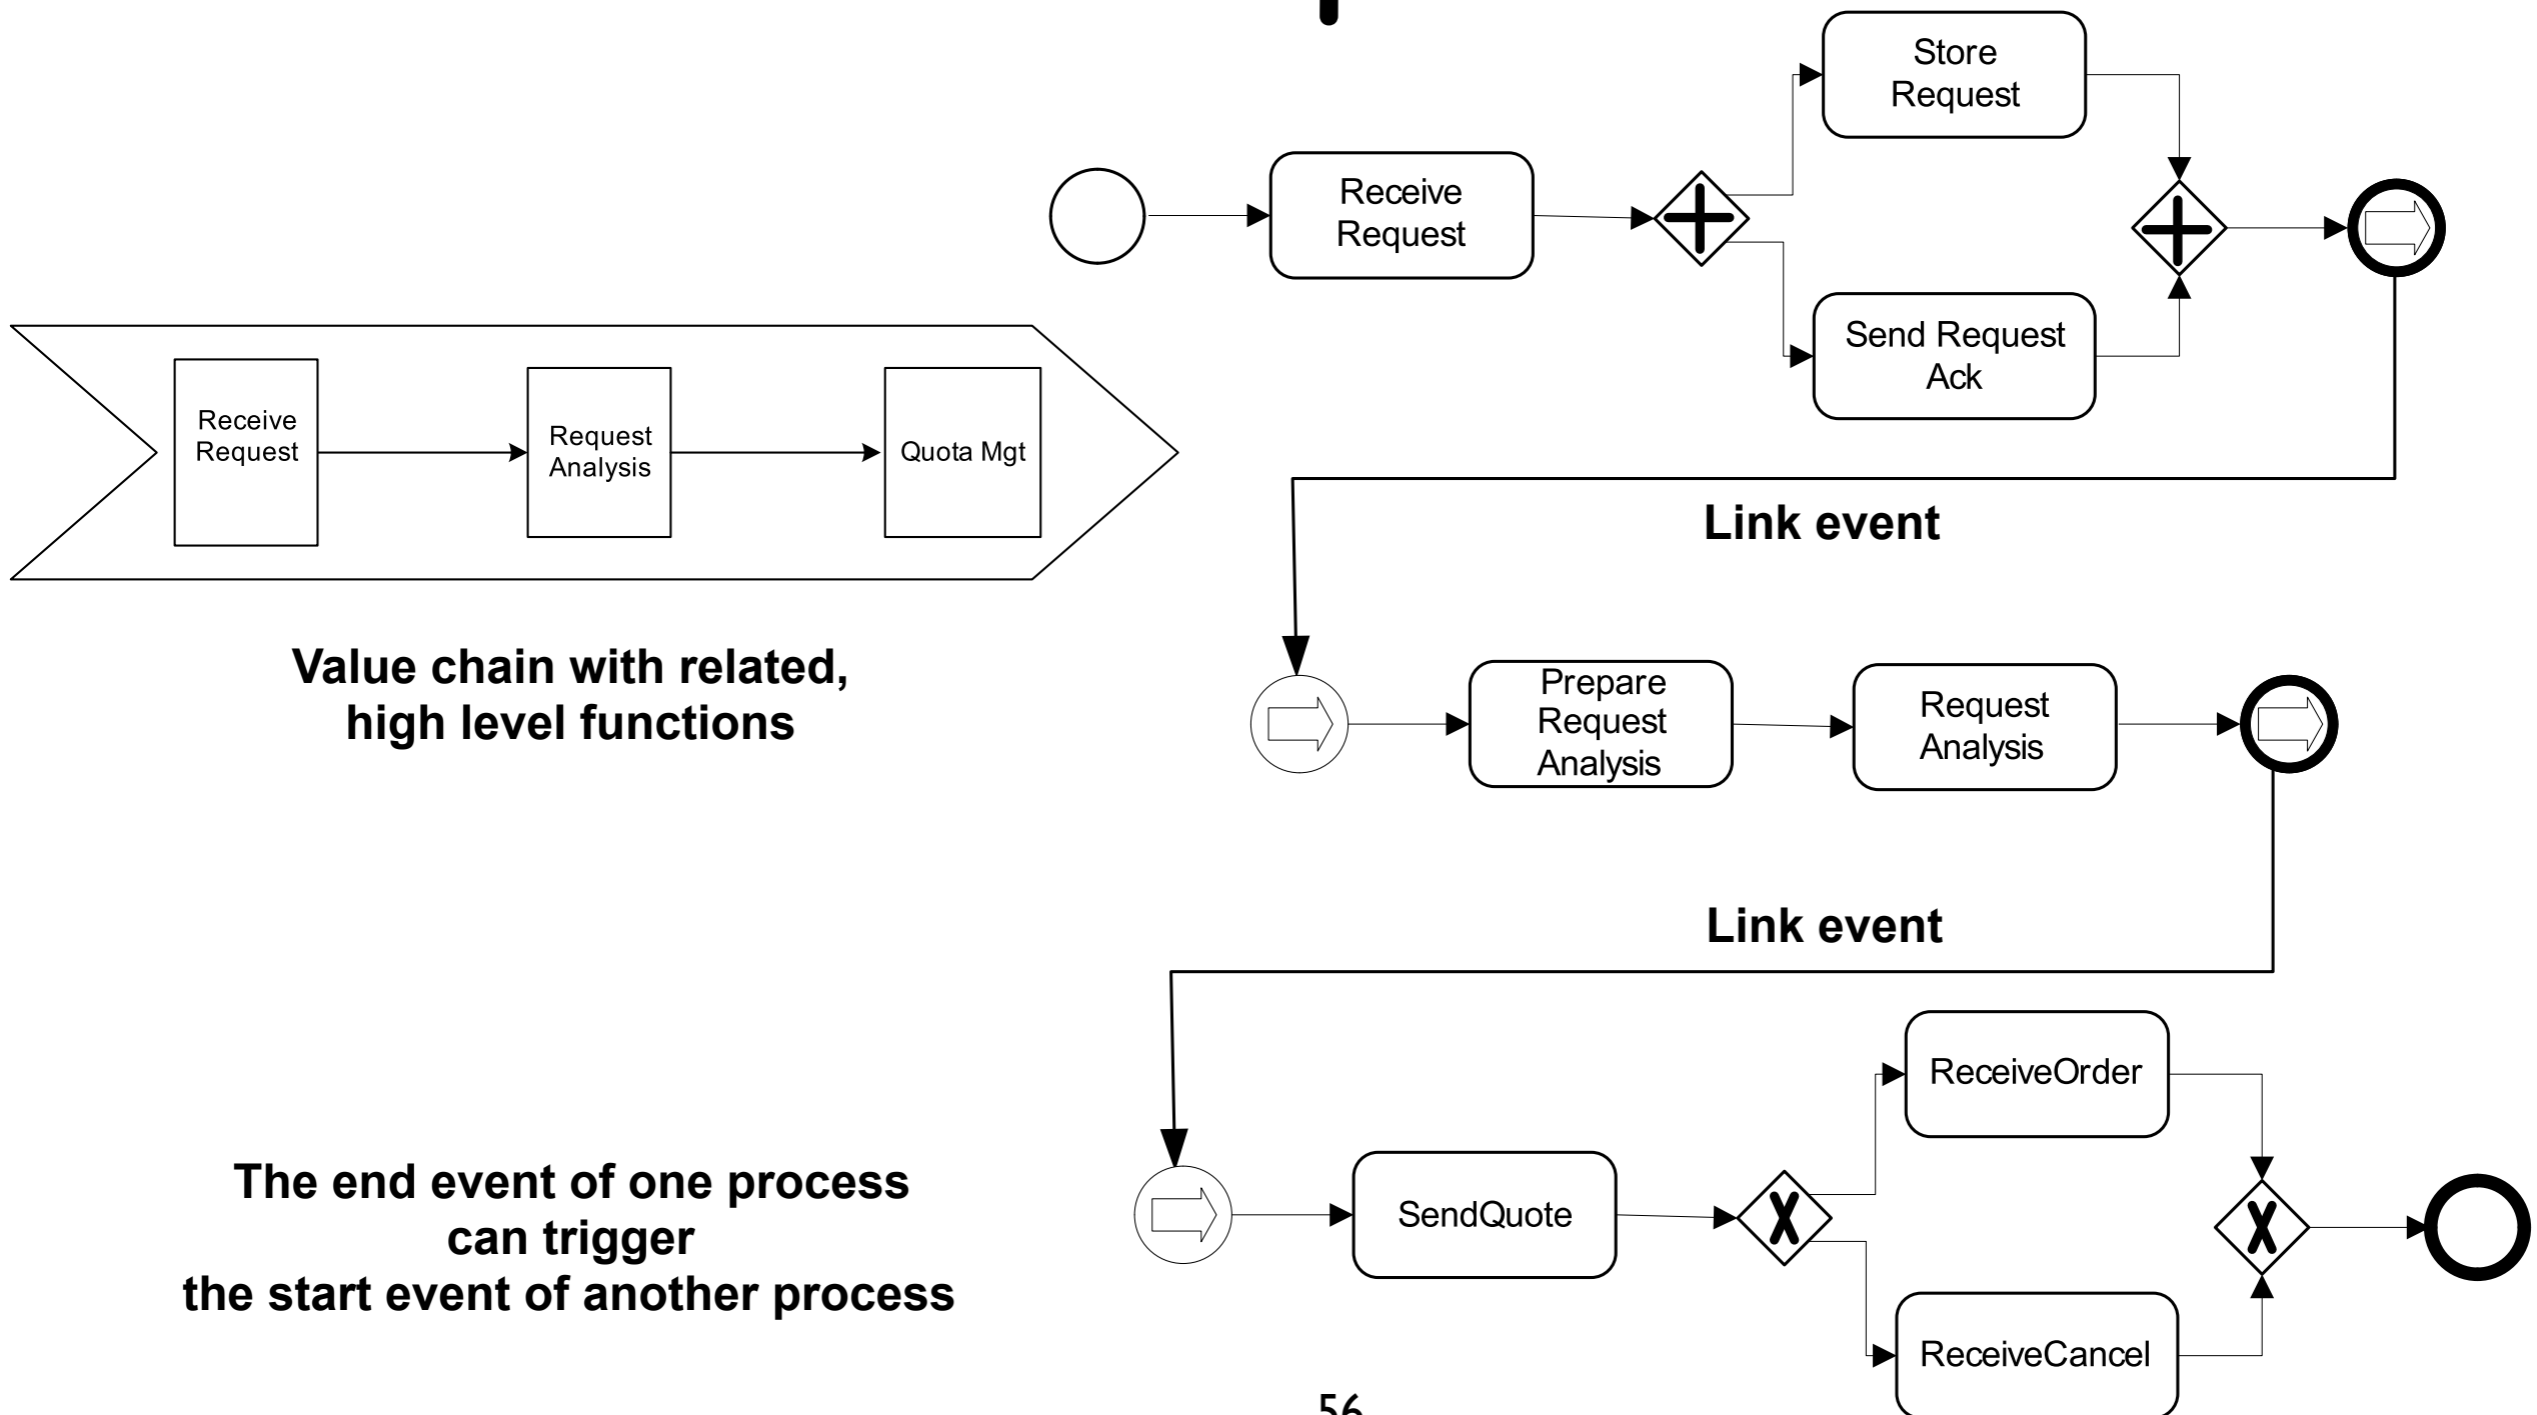 Store
Request
Receive
Request
Send Request
Ack
Receive
Request
Request
Analysis
Quota Mgt
Link event
Value chain with related,
high level functions
Prepare
Request
Analysis
Request
Analysis
Link event
ReceiveOrder
The end event of one process
can trigger
the start event of another process
SendQuote
ReceiveCancel
56